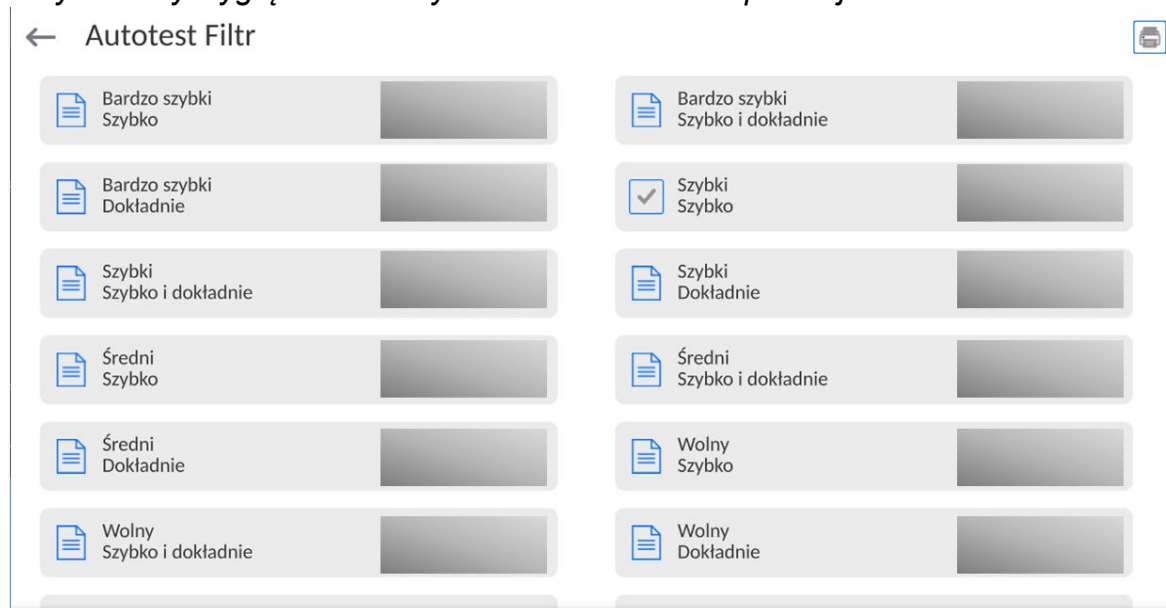 Autotest Filtr
Bardzo szybki
Szybko
Bardzo szybki
Szybko i dokładnie
Bardzo szybki
Dokładnie
Szybki
Szybko
Szybki
Szybko i dokładnie
Szybki
Dokładnie
Średni
Szybko
Średni
Szybko i dokładnie
Średni
Dokładnie
Wolny
Szybko
Wolny
Szybko i dokładnie
Wolny
Dokładnie